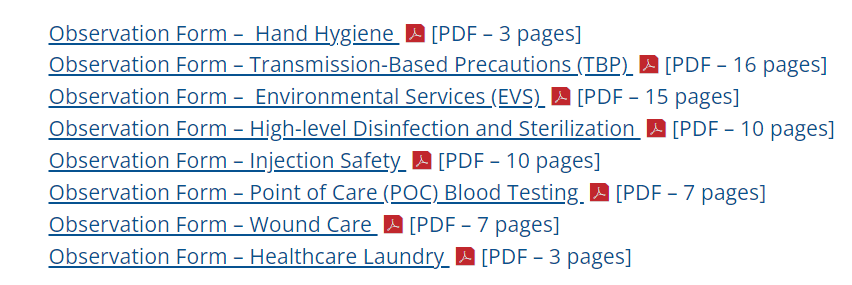 Observation Form – Hand Hygiene [PDF – 3 pages]
Observation Form – Transmission-Based Precautions (TBP) [PDF – 16 pages]
Observation Form – Environmental Services (EVS) [PDF – 15 pages]
Observation Form – High-level Disinfection and Sterilization [PDF – 10 pages]
Observation Form – Injection Safety [PDF – 10 pages]
Observation Form – Point of Care (POC) Blood Testing [PDF – 7 pages]
Observation Form – Wound Care [PDF – 7 pages]
Observation Form – Healthcare Laundry [PDF – 3 pages]